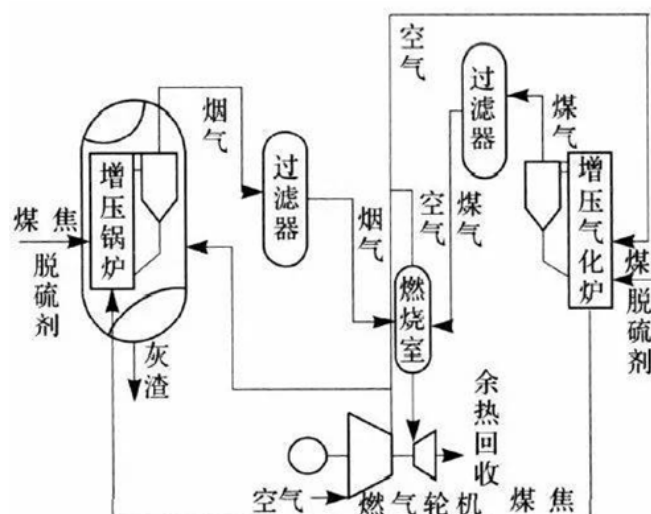 空气
过滤器
煤气
烟气
过滤器
增压锅炉
煤焦
脱硫剂
灰渣
烟气
空气
煤气
燃烧室
增压气化炉
煤
脱硫剂
余热回收
空气
燃气轮机
煤焦